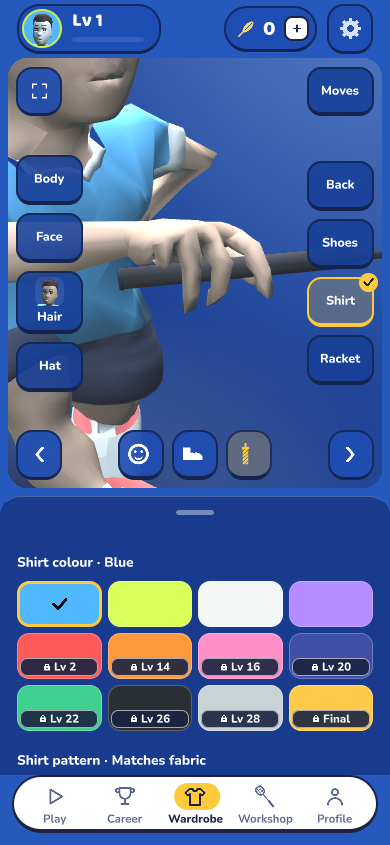 Lv 1
0
+
Moves
Body
Back
Face
Shoes
Hair
Shirt
Hat
Racket
Shirt colour · Blue
Lv 2
Lv 14
Lv 16
Lv 20
Lv 22
Lv 26
Lv 28
Final
Shirt pattern · Matches fabric
Play
Career
Wardrobe
Workshop
Profile